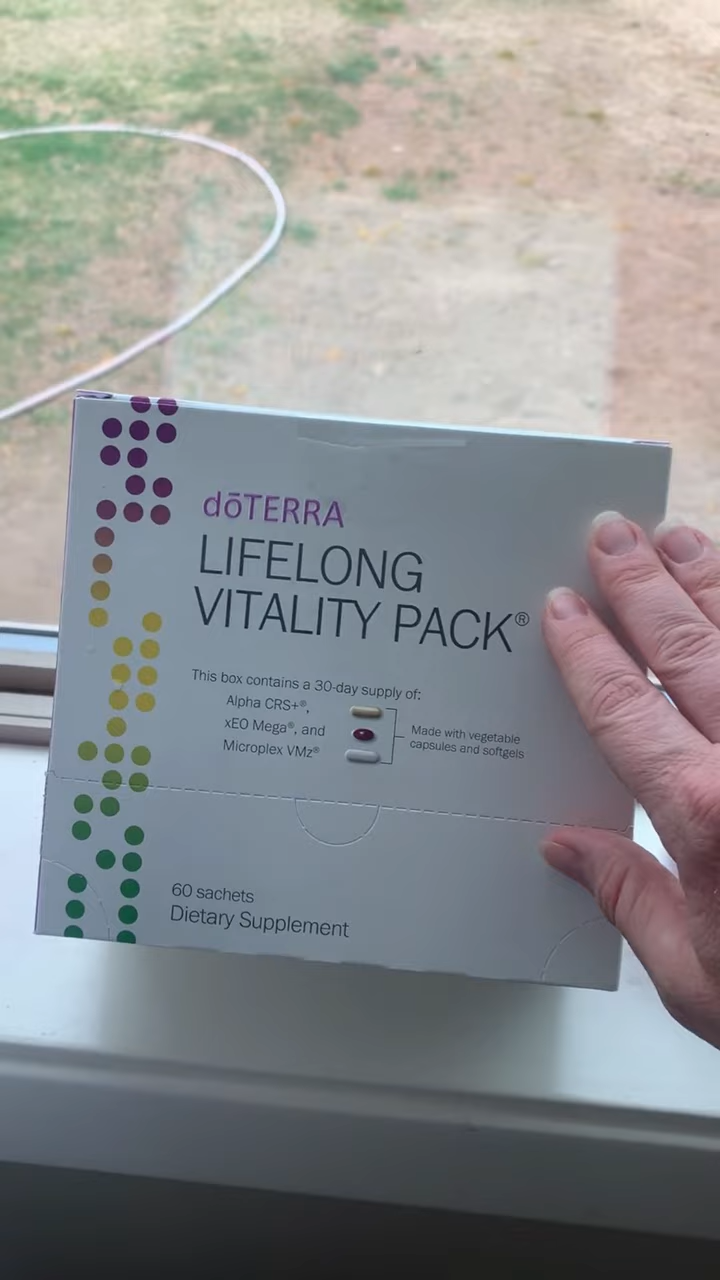 dōTERRA
LIFELONG
VITALITY PACK®
This box contains a 30-day supply of:
Alpha CRS+®,
xEO Mega®, and
Microplex VMz®
Made with vegetable
capsules and softgels
60 sachets
Dietary Supplement